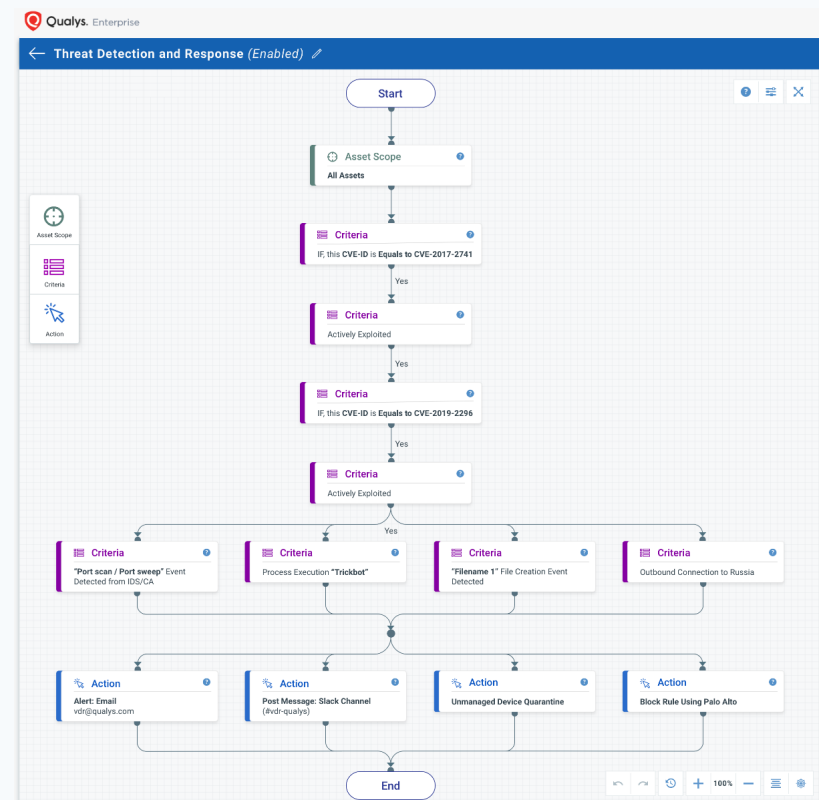 Qualys. Enterprise
Threat Detection and Response (Enabled)
Start
Asset Scope
All Assets
Asset Scope
Criteria
Action
Criteria
IF, this CVE-ID is Equals to CVE-2017-2741
Yes
Criteria
Actively Exploited
Yes
Criteria
IF, this CVE-ID is Equals to CVE-2019-2296
Yes
Criteria
Actively Exploited
Yes
Criteria
"Port scan / Port sweep" Event
Detected from IDS/CA
Criteria
Process Execution "Trickbot"
Criteria
"Filename 1" File Creation Event
Detected
Criteria
Outbound Connection to Russia
Action
Alert: Email
vdr@qualys.com
Action
Post Message: Slack Channel
(#vdr-qualys)
Action
Unmanaged Device Quarantine
Action
Block Rule Using Palo Alto
End
100%